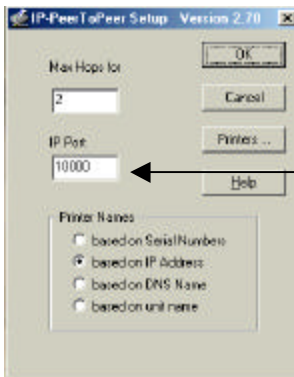 IP-PeerToPeer Setup Version 2.70
OK
Max Hops for
2
Cancel
IP Port
Printers ...
10000
Help
Printer Names
based on Serial Numbers
based on IP Address
based on DNS Name
based on unit name